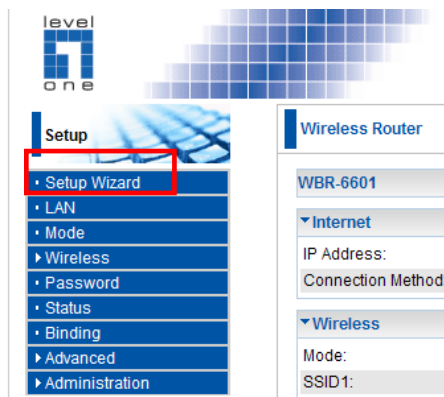 level
one
Setup
• Setup Wizard
• LAN
• Mode
▸ Wireless
• Password
• Status
• Binding
▸ Advanced
▸ Administration
Wireless Router
WBR-6601
▾ Internet
IP Address:
Connection Method
▾ Wireless
Mode:
SSID1: